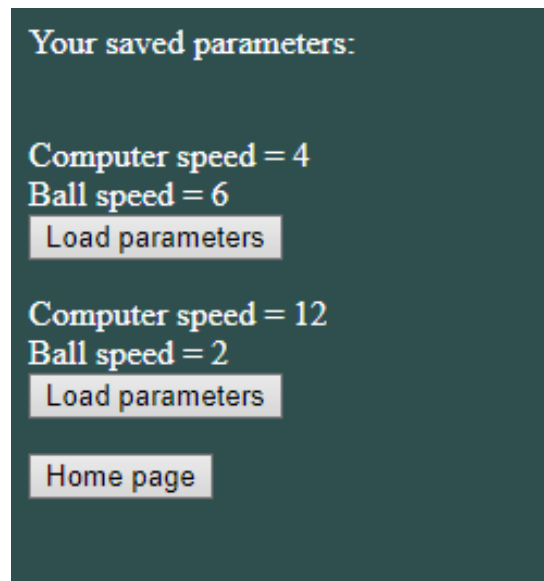 Your saved parameters:
Computer speed = 4
Ball speed = 6
Load parameters
Computer speed = 12
Ball speed = 2
Load parameters
Home page